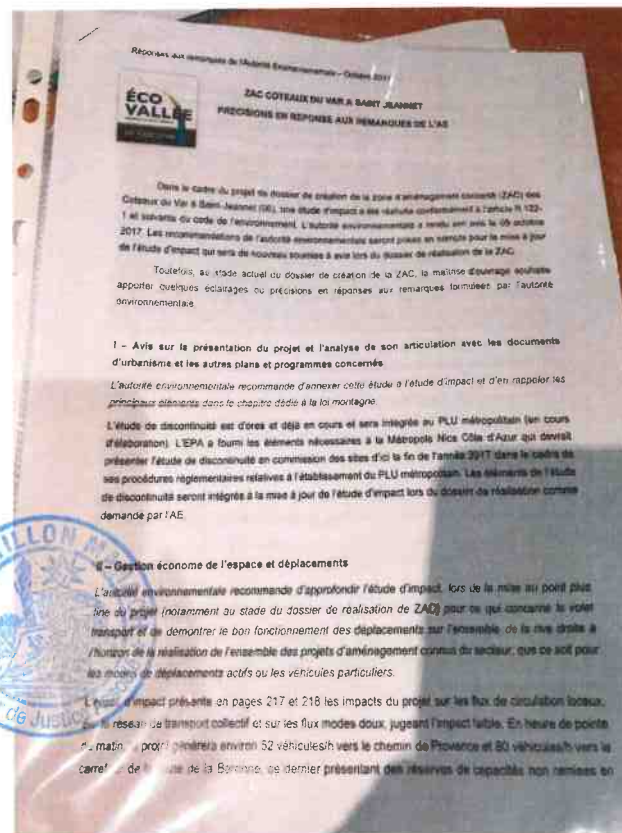 Réponses aux remarques de l'Autorité Environnementale – Octobre 2017
ÉCO
VALLÉE
ZAC COTEAUX DU VAR A SAINT JEANNET
PRECISIONS EN REPONSE AUX REMARQUES DE L'AE
Dans le cadre du projet de dossier de création de la zone d'aménagement concerté (ZAC) des
Coteaux du Var à Saint-Jeannet (06), une étude d'impact a été réalisée conformément à l'article R 122-
1 et suivants du code de l'environnement. L'autorité environnementale a rendu son avis le 05 octobre
2017. Les recommandations de l'autorité environnementale seront prises en compte pour la mise à jour
de l'étude d'impact qui sera de nouveau soumise à avis lors du dossier de réalisation de la ZAC.
Toutefois, au stade actuel du dossier de création de la ZAC, la maîtrise d'ouvrage souhaite
apporter quelques éclairages ou précisions en réponses aux remarques formulées par l'autorité
environnementale.
I – Avis sur la présentation du projet et l'analyse de son articulation avec les documents
d'urbanisme et les autres plans et programmes concernés
L'autorité environnementale recommande d'annexer cette étude à l'étude d'impact et d'en rappeler les
principaux éléments dans le chapitre dédié à la loi montagne.
L'étude de discontinuité est d'ores et déjà en cours et sera intégrée au PLU métropolitain (en cours
d'élaboration). L'EPA a fourni les éléments nécessaires à la Métropole Nice Côte d'Azur qui devrait
présenter l'étude de discontinuité en commission des sites d'ici la fin de l'année 2017 dans le cadre de
ses procédures réglementaires relatives à l'établissement du PLU métropolitain. Les éléments de l'étude
de discontinuité seront intégrés à la mise à jour de l'étude d'impact lors du dossier de réalisation comme
demandé par l'AE.
II – Gestion économe de l'espace et déplacements
L'autorité environnementale recommande d'approfondir l'étude d'impact, lors de la mise au point plus
fine du projet (notamment au stade du dossier de réalisation de ZAC) pour ce qui concerne le volet
transport et de démontrer le bon fonctionnement des déplacements sur l'ensemble de la rive droite à
l'horizon de la réalisation de l'ensemble des projets d'aménagement connus du secteur, que ce soit pour
les modes de déplacements actifs ou les véhicules particuliers.
L'étude d'impact présente en pages 217 et 218 les impacts du projet sur les flux de circulation locaux,
sur le réseau de transport collectif et sur les flux modes doux, jugeant l'impact faible. En heure de pointe
du matin, projet générera environ 52 véhicules/h vers le chemin de Provence et 80 véhicules/h vers le
de la Baronne, ce dernier présentant des réserves de capacités non remises en
de Justice